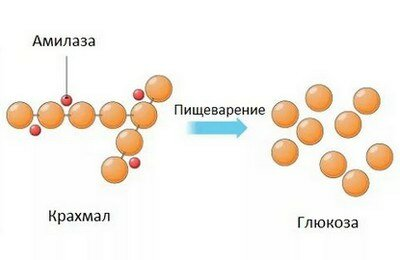 Амилаза
Пищеварение
Крахмал
Глюкоза